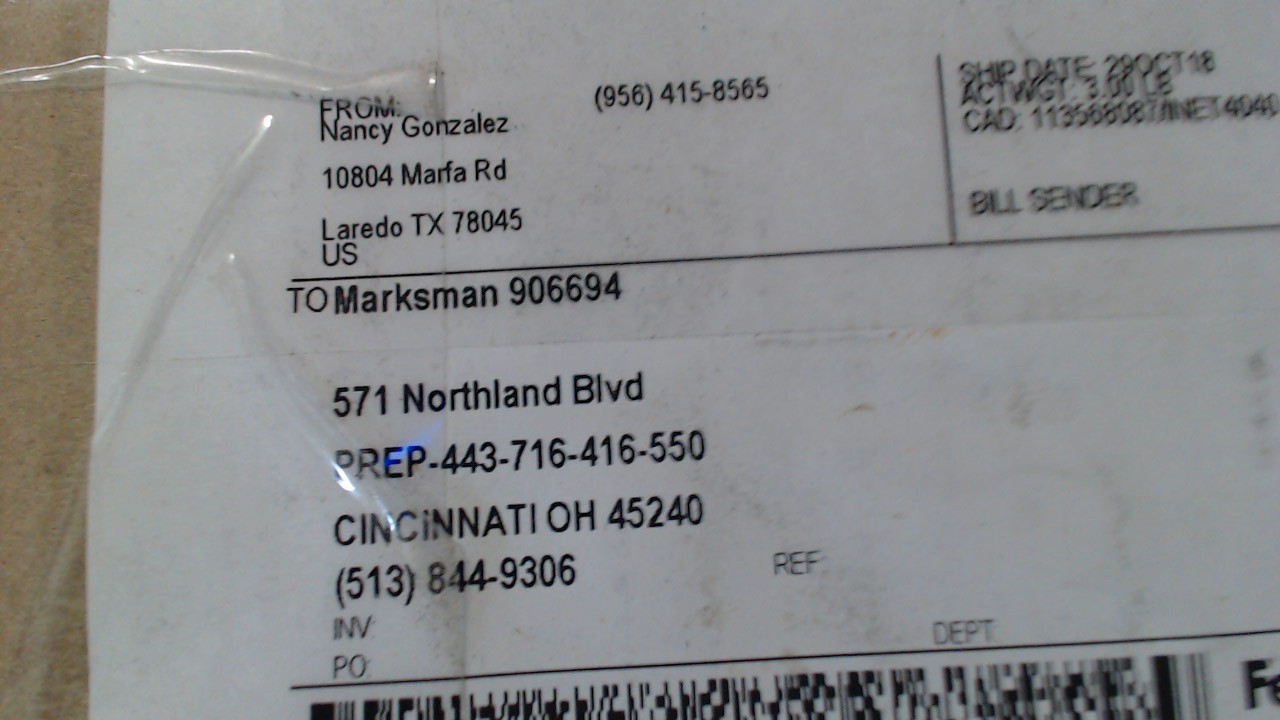 FROM:
Nancy Gonzalez
(956) 415-8565
10804 Marfa Rd
Laredo TX 78045
US
SHIP DATE: 29OCT18
ACTWGT: 3.00 LB
CAD:
BILL SENDER
TO Marksman 906694
571 Northland Blvd
PREP-443-716-416-550
CINCiNNATI OH 45240
(513) 844-9306
REF:
INV:
PO:
DEPT:
Fe